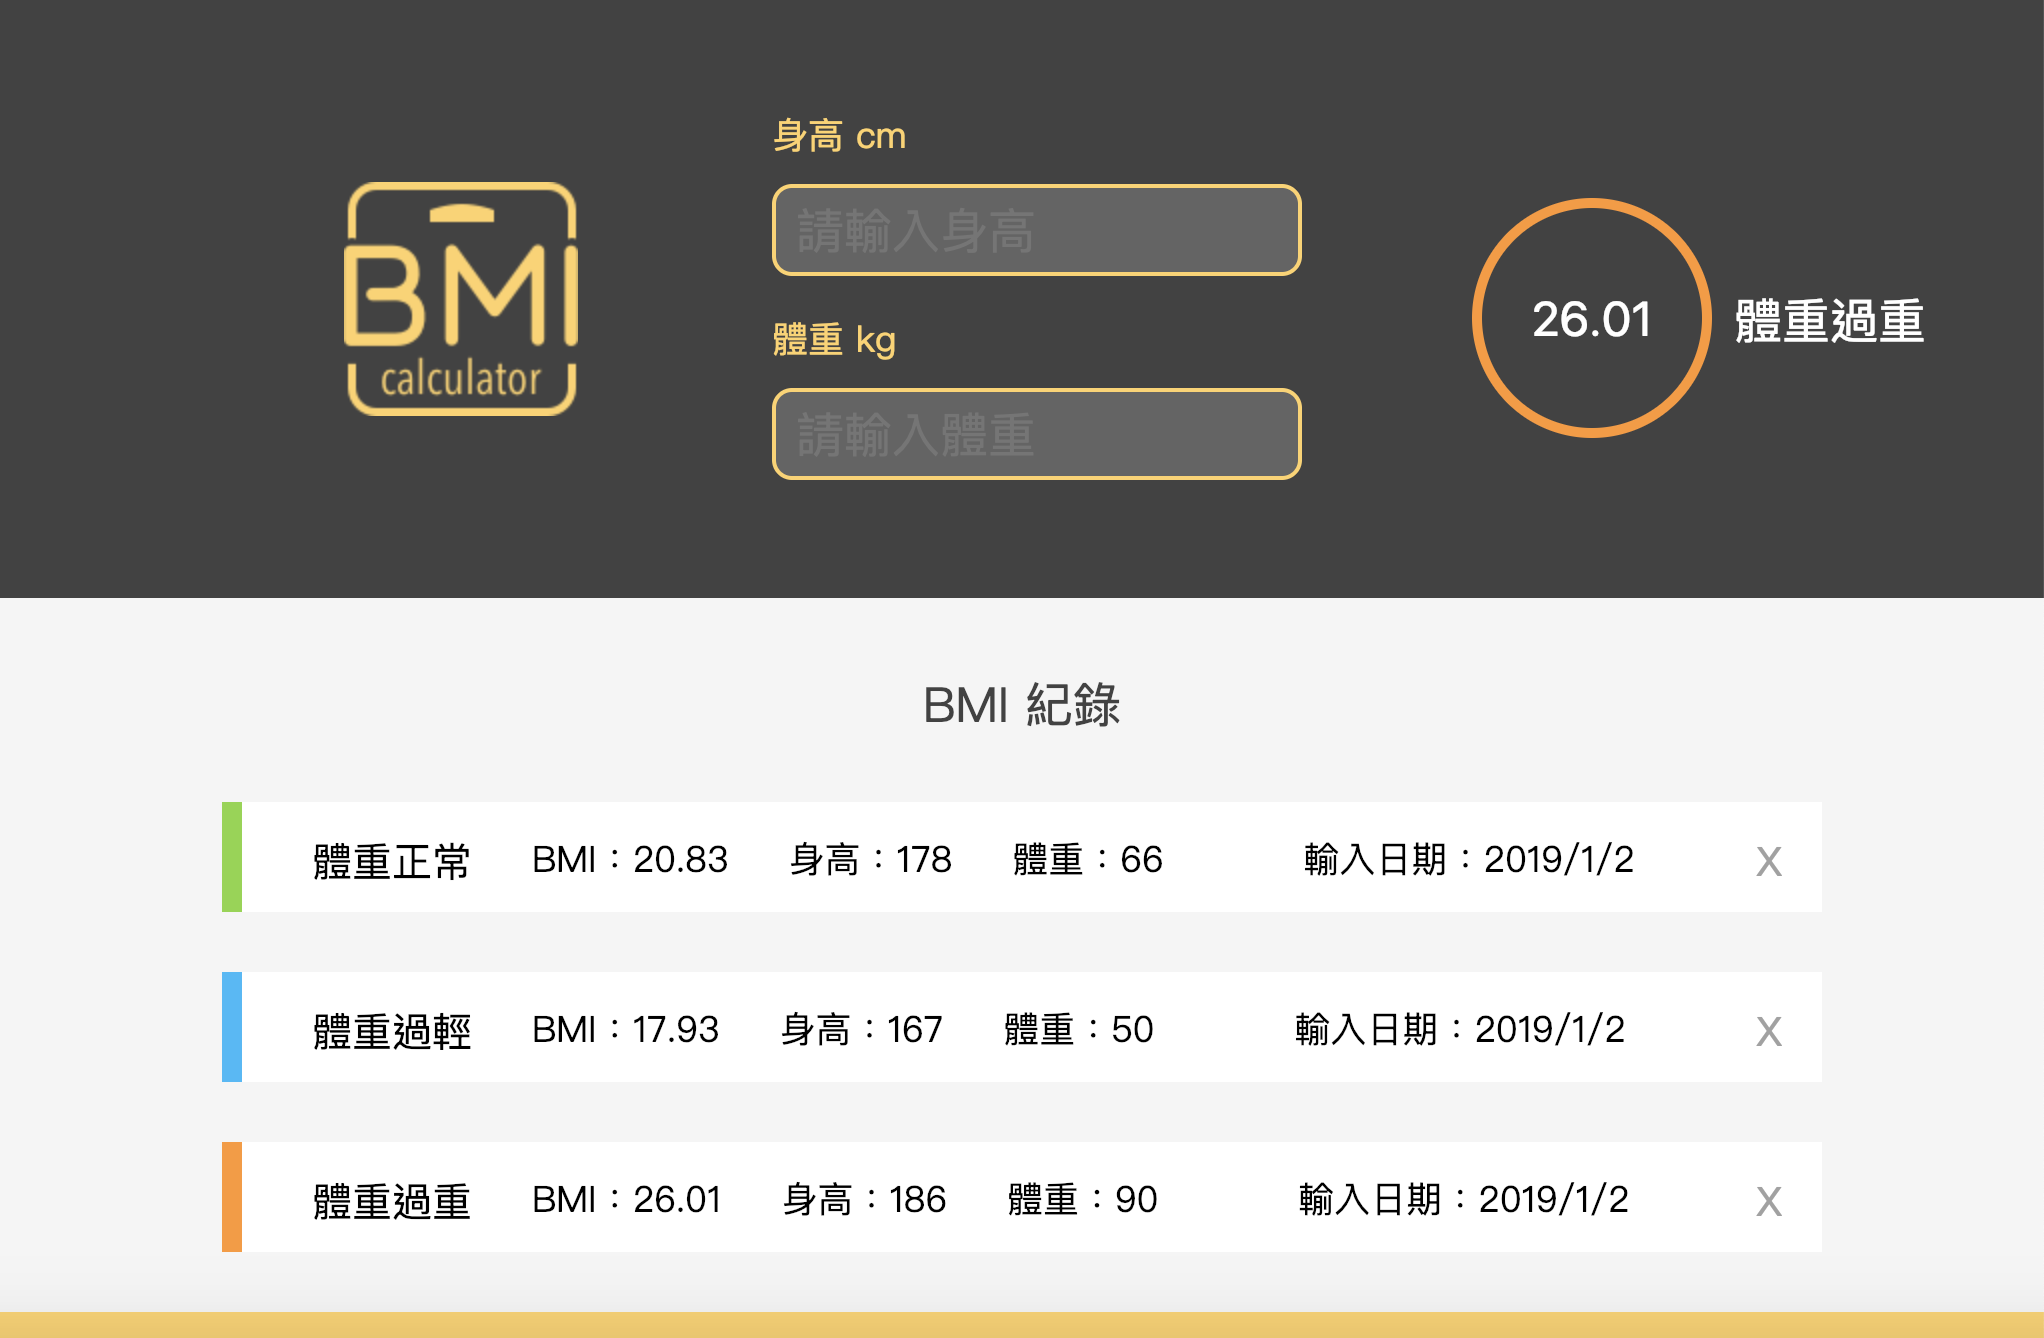 BMI
calculator
身高 cm
請輸入身高
體重 kg
請輸入體重
26.01 體重過重
BMI 紀錄
體重正常 BMI：20.83 身高：178 體重：66 輸入日期：2019/1/2 X
體重過輕 BMI：17.93 身高：167 體重：50 輸入日期：2019/1/2 X
體重過重 BMI：26.01 身高：186 體重：90 輸入日期：2019/1/2 X